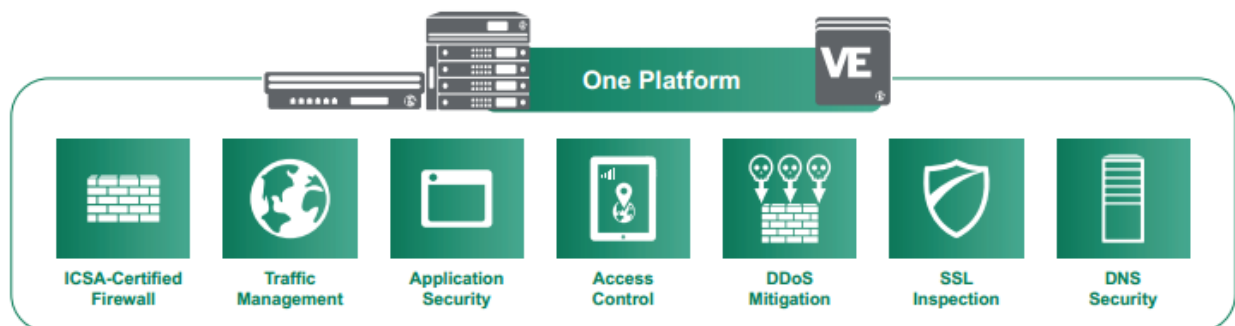 One Platform
VE
ICSA-Certified
Firewall
Traffic
Management
Application
Security
Access
Control
DDoS
Mitigation
SSL
Inspection
DNS
Security